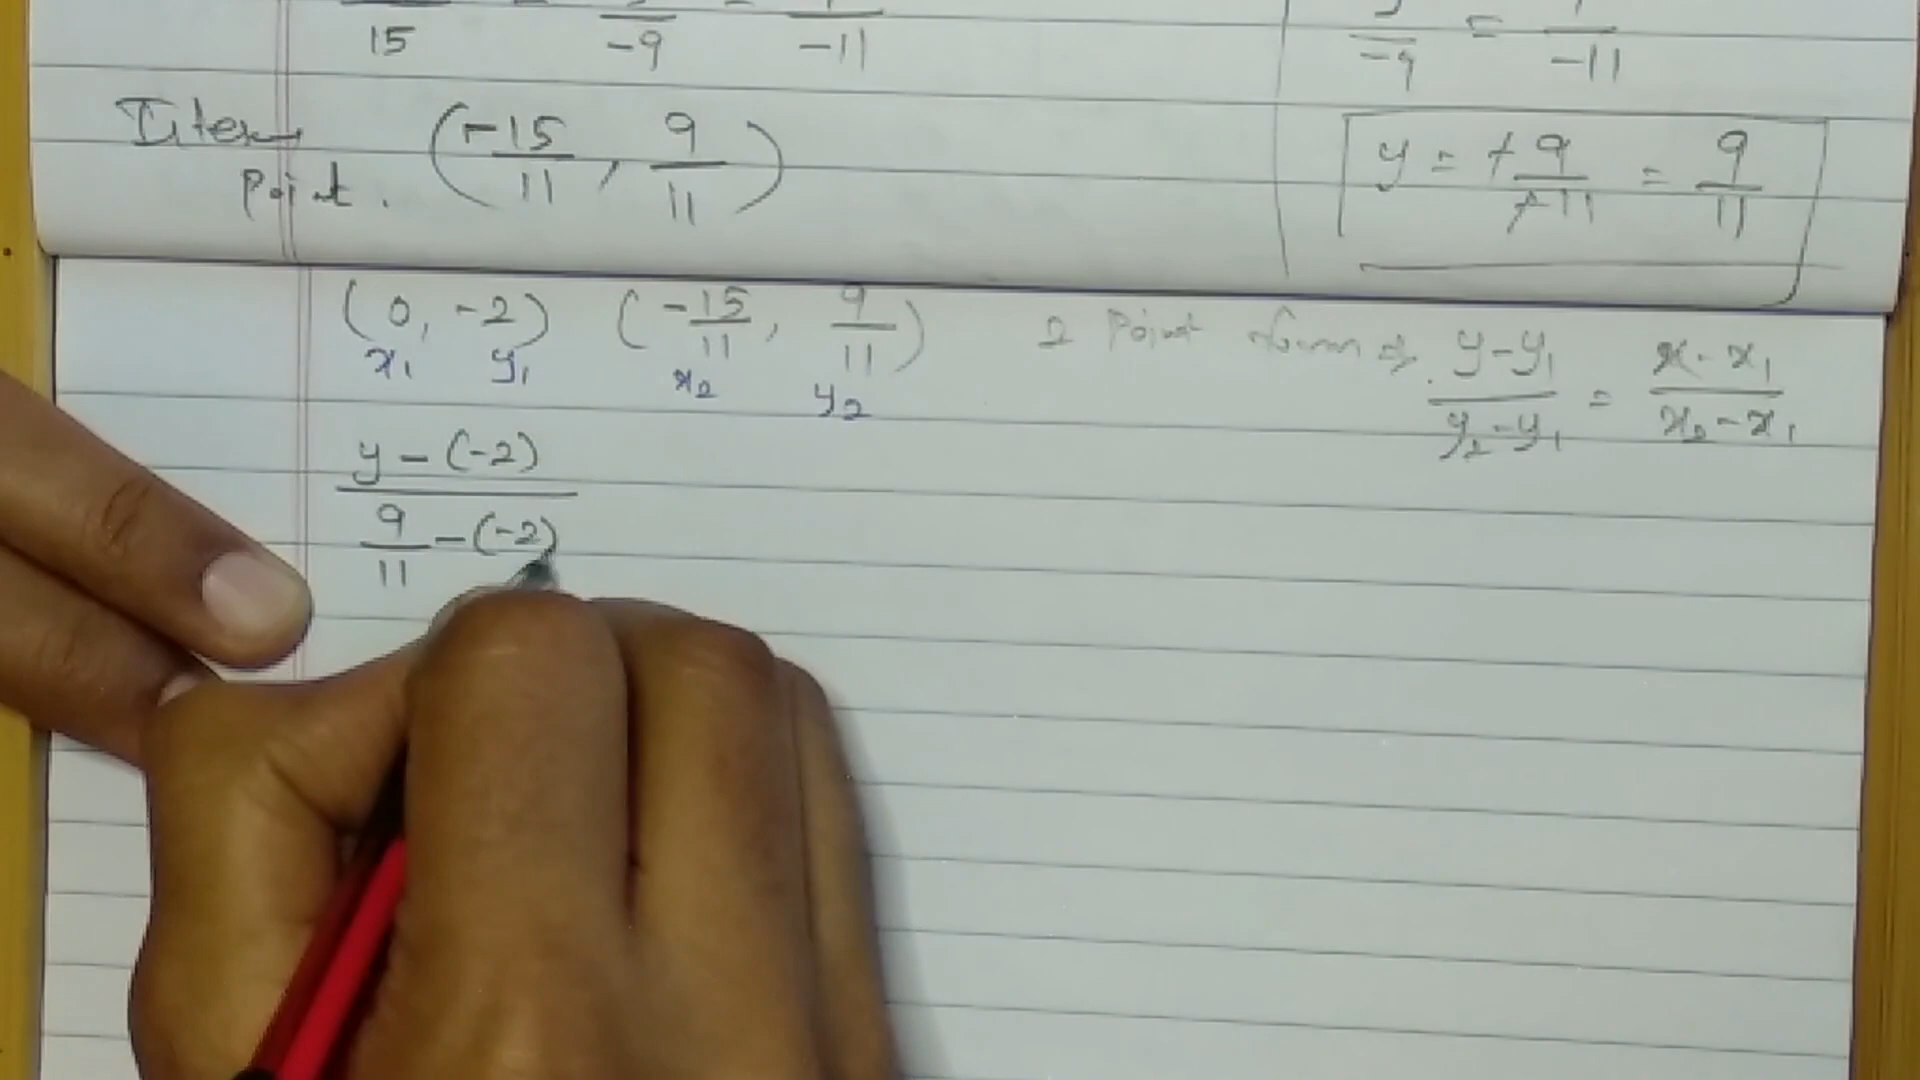 15 = -9 = -11
-9 = -11
Point. (-15/11, 9/11)
y = +9/+11 = 9/11
(0, -2) (-15/11, 9/11) 2 Point form ⇒ y-y₁/y₂-y₁ = x-x₁/x₂-x₁
x₁ y₁ x₂ y₂
y-(-2)
9/11 -(-2)